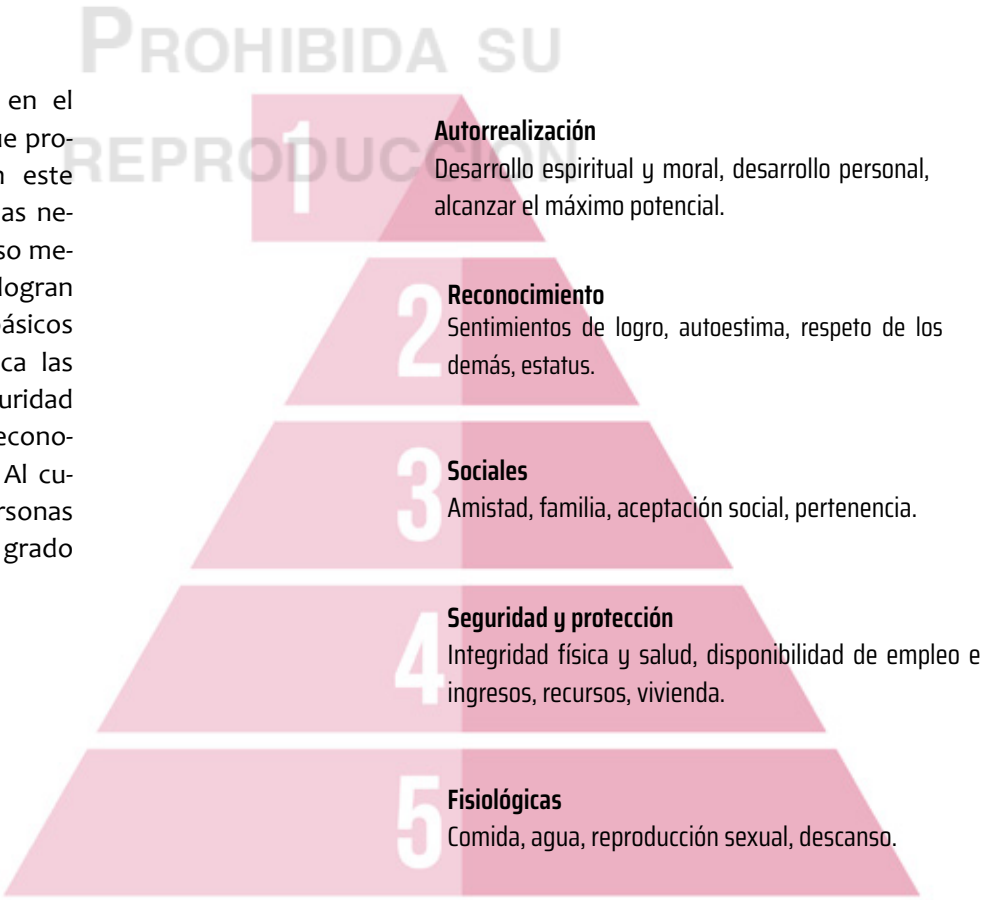 PROHIBIDA SU
REPRODUCCIÓN
en el
ue pro-
este
as ne-
so me-
logran
ásicos
ca las
uridad
econo-
Al cu-
rsonas
grado
1
Autorrealización
Desarrollo espiritual y moral, desarrollo personal,
alcanzar el máximo potencial.
2
Reconocimiento
Sentimientos de logro, autoestima, respeto de los
demás, estatus.
3
Sociales
Amistad, familia, aceptación social, pertenencia.
4
Seguridad y protección
Integridad física y salud, disponibilidad de empleo e
ingresos, recursos, vivienda.
5
Fisiológicas
Comida, agua, reproducción sexual, descanso.